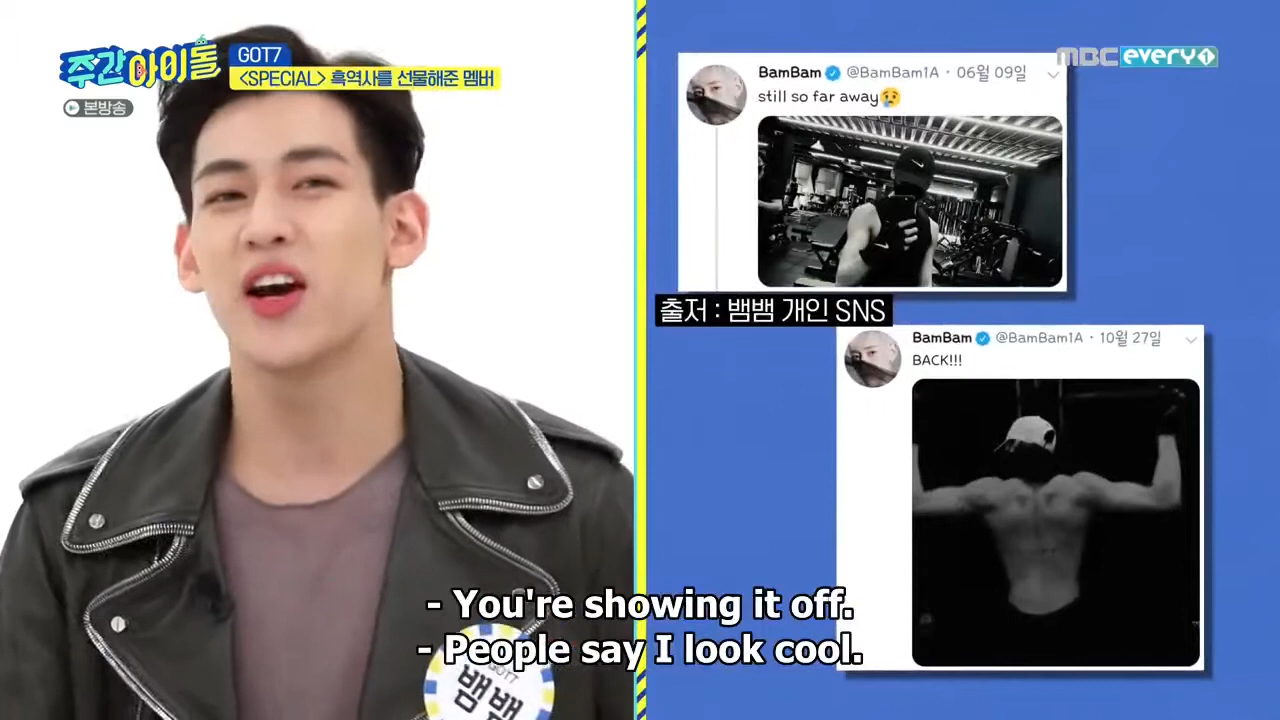 주간아이돌
본방송
GOT7
<SPECIAL> 흑역사를 선물해준 멤버
MBC every1
BamBam @BamBam1A · 06월 09일
still so far away😢
출저 : 뱀뱀 개인 SNS
BamBam @BamBam1A · 10월 27일
BACK!!!
- You're showing it off.
- People say I look cool.
GOT7
뱀뱀